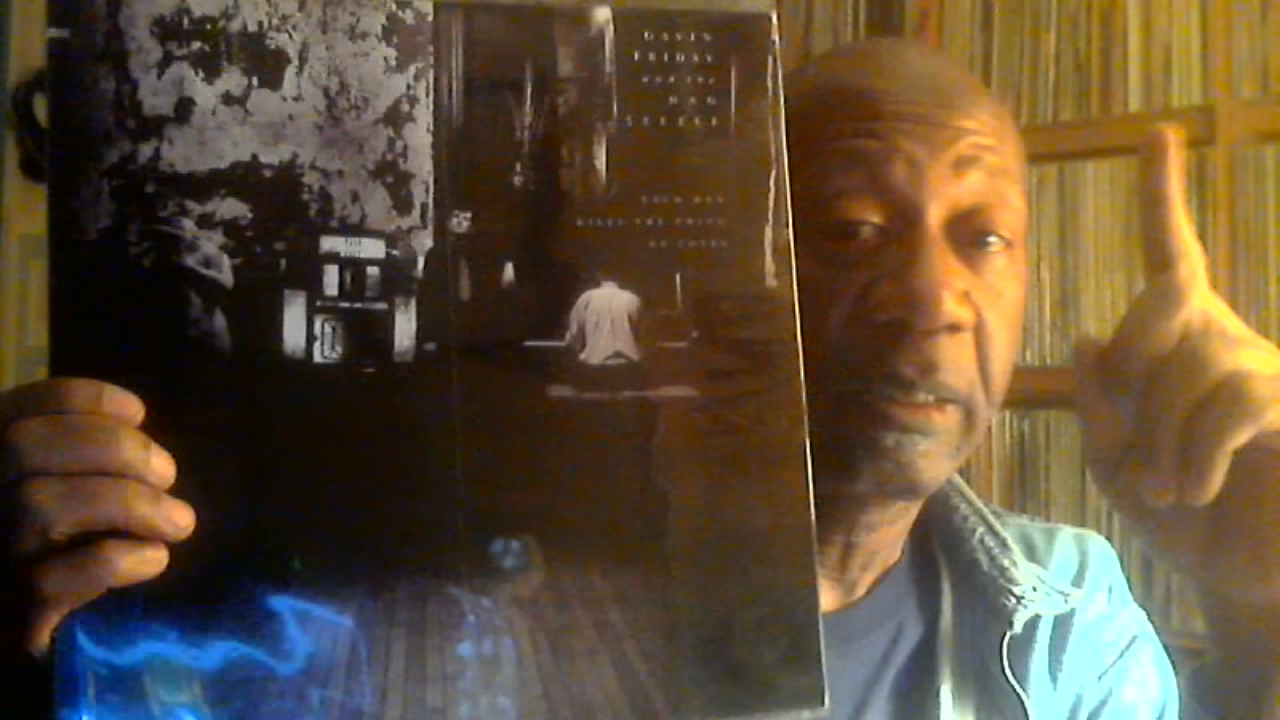 GAVIN
FRIDAY
and the
MAN
SEEZER
EACH MAN
KILLS THE THING
HE LOVES